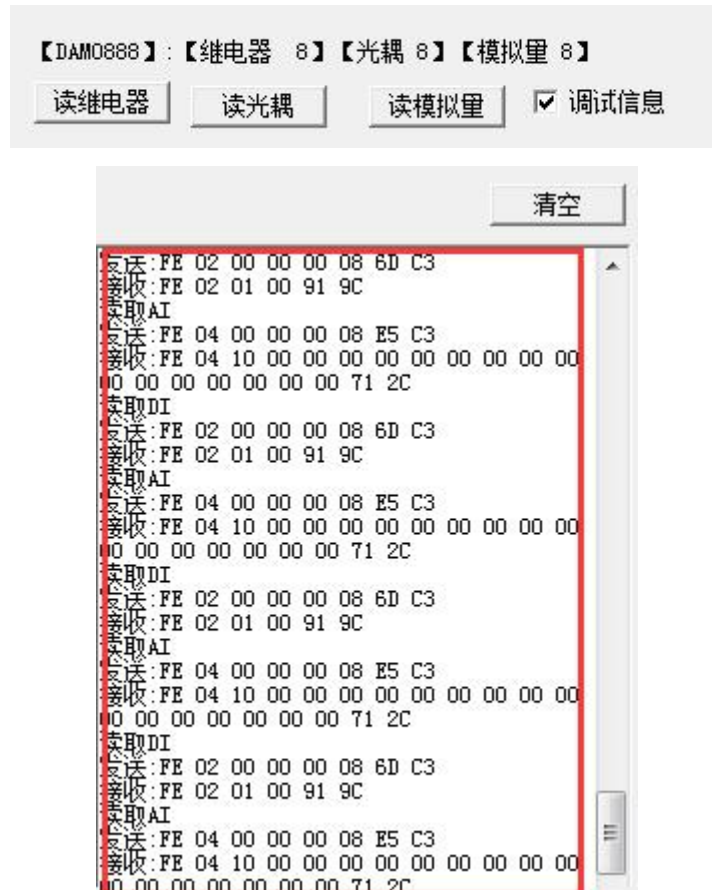 【DAM0888】:【继电器 8】【光耦 8】【模拟量 8】
读继电器 读光耦 读模拟量 调试信息
清空
发送:FE 02 00 00 00 08 6D C3
接收:FE 02 01 00 91 9C
读取AI
发送:FE 04 00 00 00 08 E5 C3
接收:FE 04 10 00 00 00 00 00 00 00 00 00
00 00 00 00 00 00 00 71 2C
读取DI
发送:FE 02 00 00 00 08 6D C3
接收:FE 02 01 00 91 9C
读取AI
发送:FE 04 00 00 00 08 E5 C3
接收:FE 04 10 00 00 00 00 00 00 00 00 00
00 00 00 00 00 00 00 71 2C
读取DI
发送:FE 02 00 00 00 08 6D C3
接收:FE 02 01 00 91 9C
读取AI
发送:FE 04 00 00 00 08 E5 C3
接收:FE 04 10 00 00 00 00 00 00 00 00 00
00 00 00 00 00 00 00 71 2C
读取DI
发送:FE 02 00 00 00 08 6D C3
接收:FE 02 01 00 91 9C
读取AI
发送:FE 04 00 00 00 08 E5 C3
接收:FE 04 10 00 00 00 00 00 00 00 00 00
00 00 00 00 00 00 00 71 2C